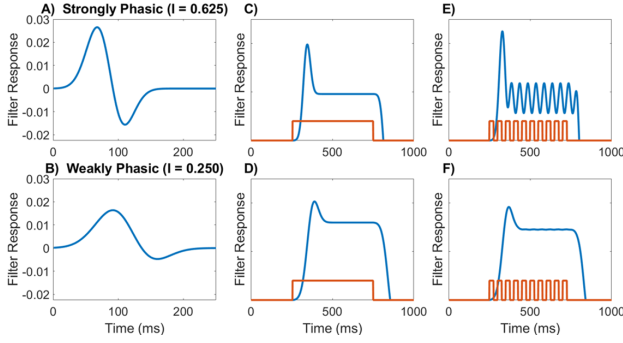 A) Strongly Phasic (I = 0.625)
C)
E)
0.03
0.02
0.01
0
-0.01
-0.02
Filter Response
0 100 200
Filter Response
0 500 1000
Filter Response
0 500 1000
B) Weakly Phasic (I = 0.250)
D)
F)
0.03
0.02
0.01
0
-0.01
-0.02
Filter Response
0 100 200
Time (ms)
Filter Response
0 500 1000
Time (ms)
Filter Response
0 500 1000
Time (ms)